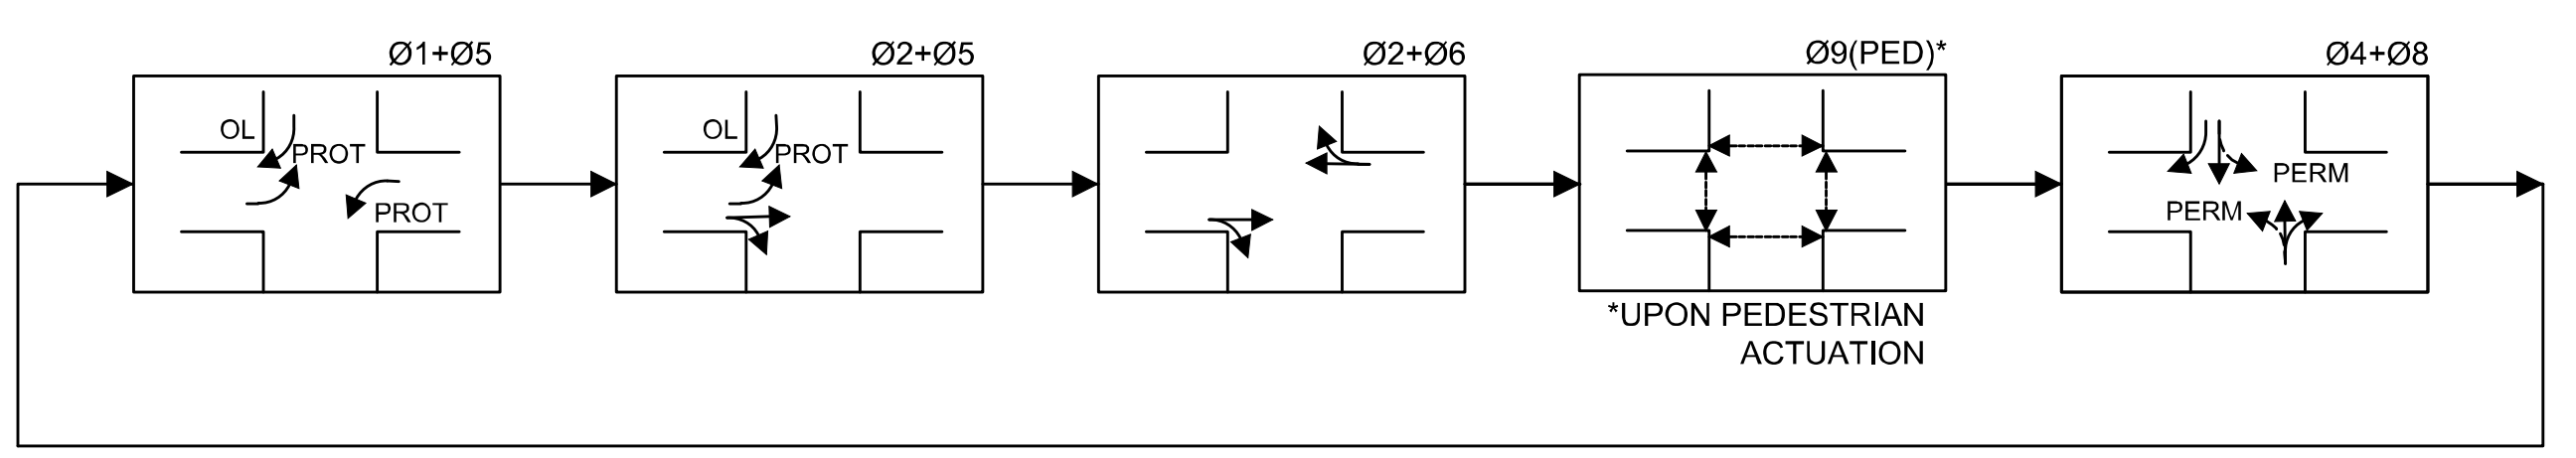 Ø1+Ø5
OL
PROT
PROT
Ø2+Ø5
OL
PROT
Ø2+Ø6
Ø9(PED)*
*UPON PEDESTRIAN
ACTUATION
Ø4+Ø8
PERM
PERM